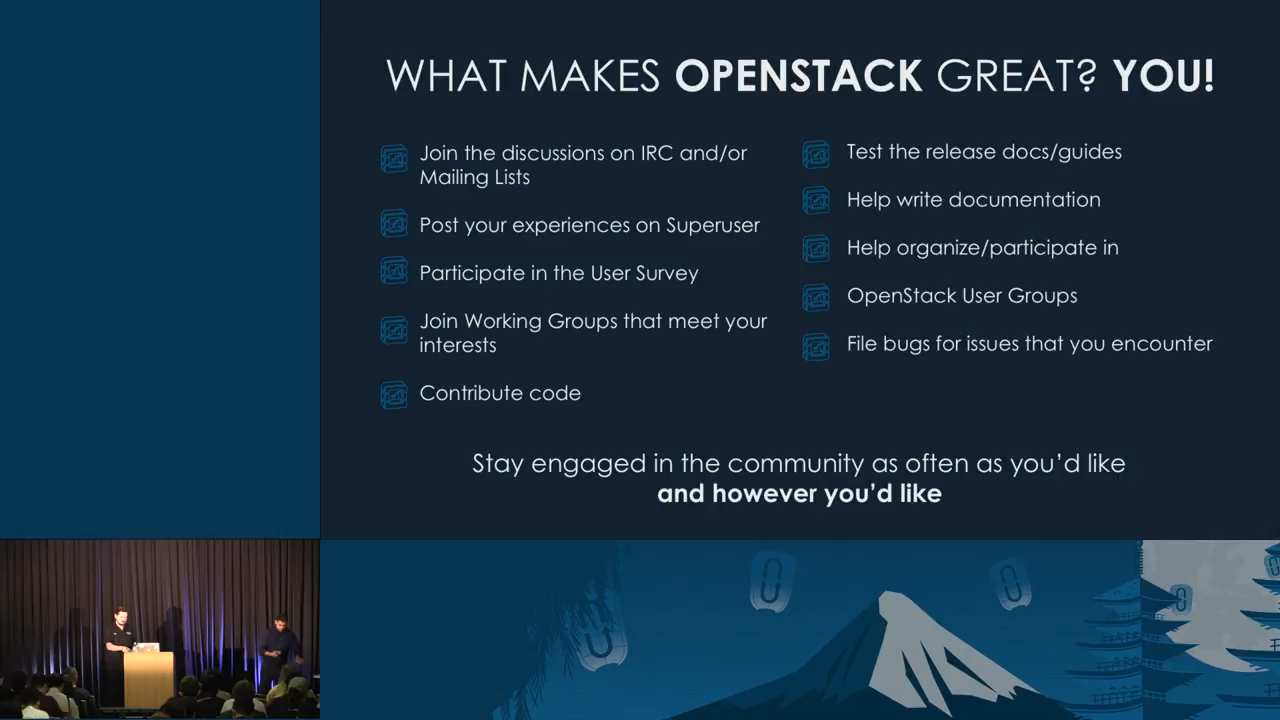 WHAT MAKES OPENSTACK GREAT? YOU!
Join the discussions on IRC and/or
Mailing Lists
Post your experiences on Superuser
Participate in the User Survey
Join Working Groups that meet your
interests
Contribute code
Test the release docs/guides
Help write documentation
Help organize/participate in
OpenStack User Groups
File bugs for issues that you encounter
Stay engaged in the community as often as you'd like
and however you'd like